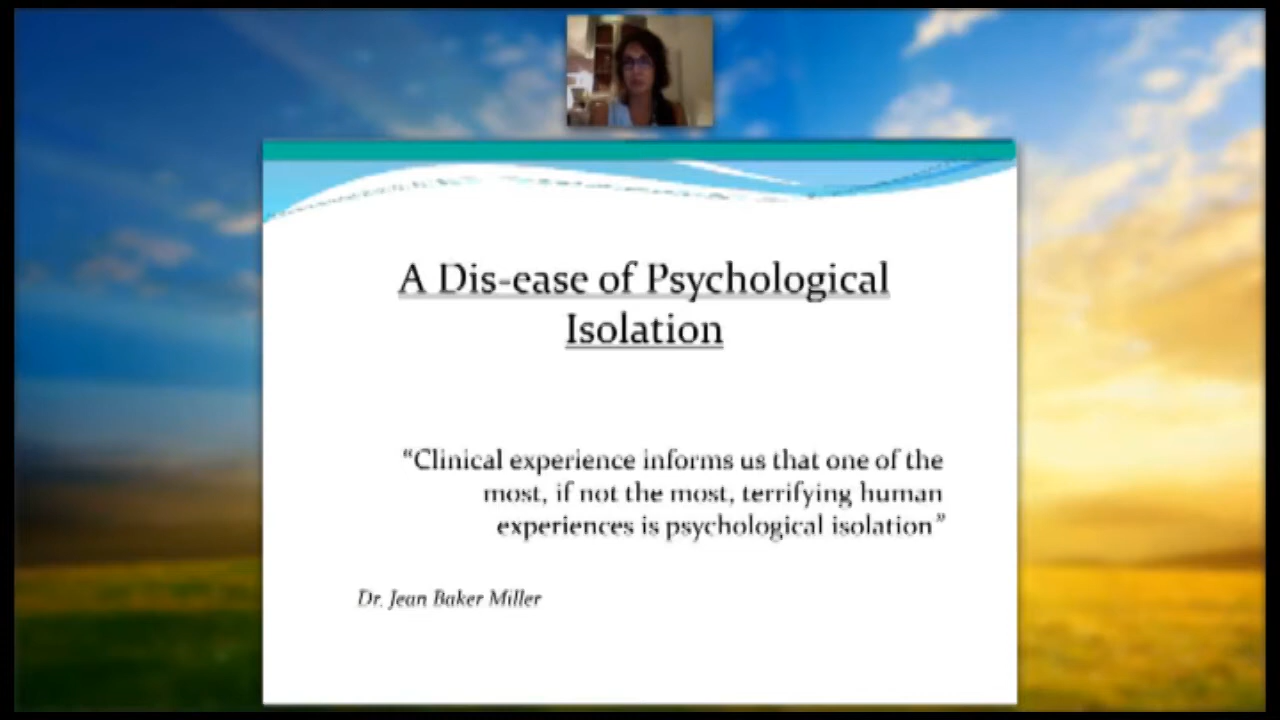 A Dis-ease of Psychological
Isolation
“Clinical experience informs us that one of the
most, if not the most, terrifying human
experiences is psychological isolation”
Dr. Jean Baker Miller